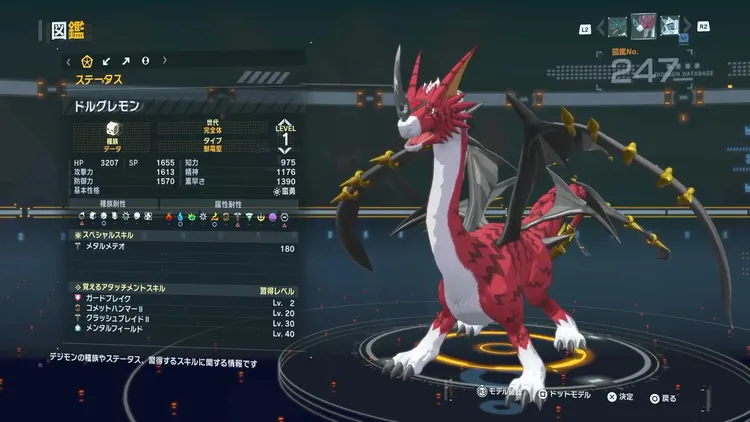 図鑑
L2
R2
図鑑No.
247
DIGIMON DATABASE
ステータス
ドルグレモン
種族
データ
世代
完全体
タイプ
獣竜型
LEVEL
1
HP 3207 SP 1655 知力 975
攻撃力 1613 精神 1176
防御力 1570 素早さ 1390
基本性格 蛮勇
種族耐性 属性耐性
スペシャルスキル
メタルメテオ 180
覚えるアタッチメントスキル 習得レベル
ガードブレイク Lv. 2
コメットハンマーII Lv. 20
クラッシュブレイドII Lv. 30
メンタルフィールド Lv. 40
デジモンの種族やステータス、習得するスキルに関する情報です
ドットモデル
決定
戻る